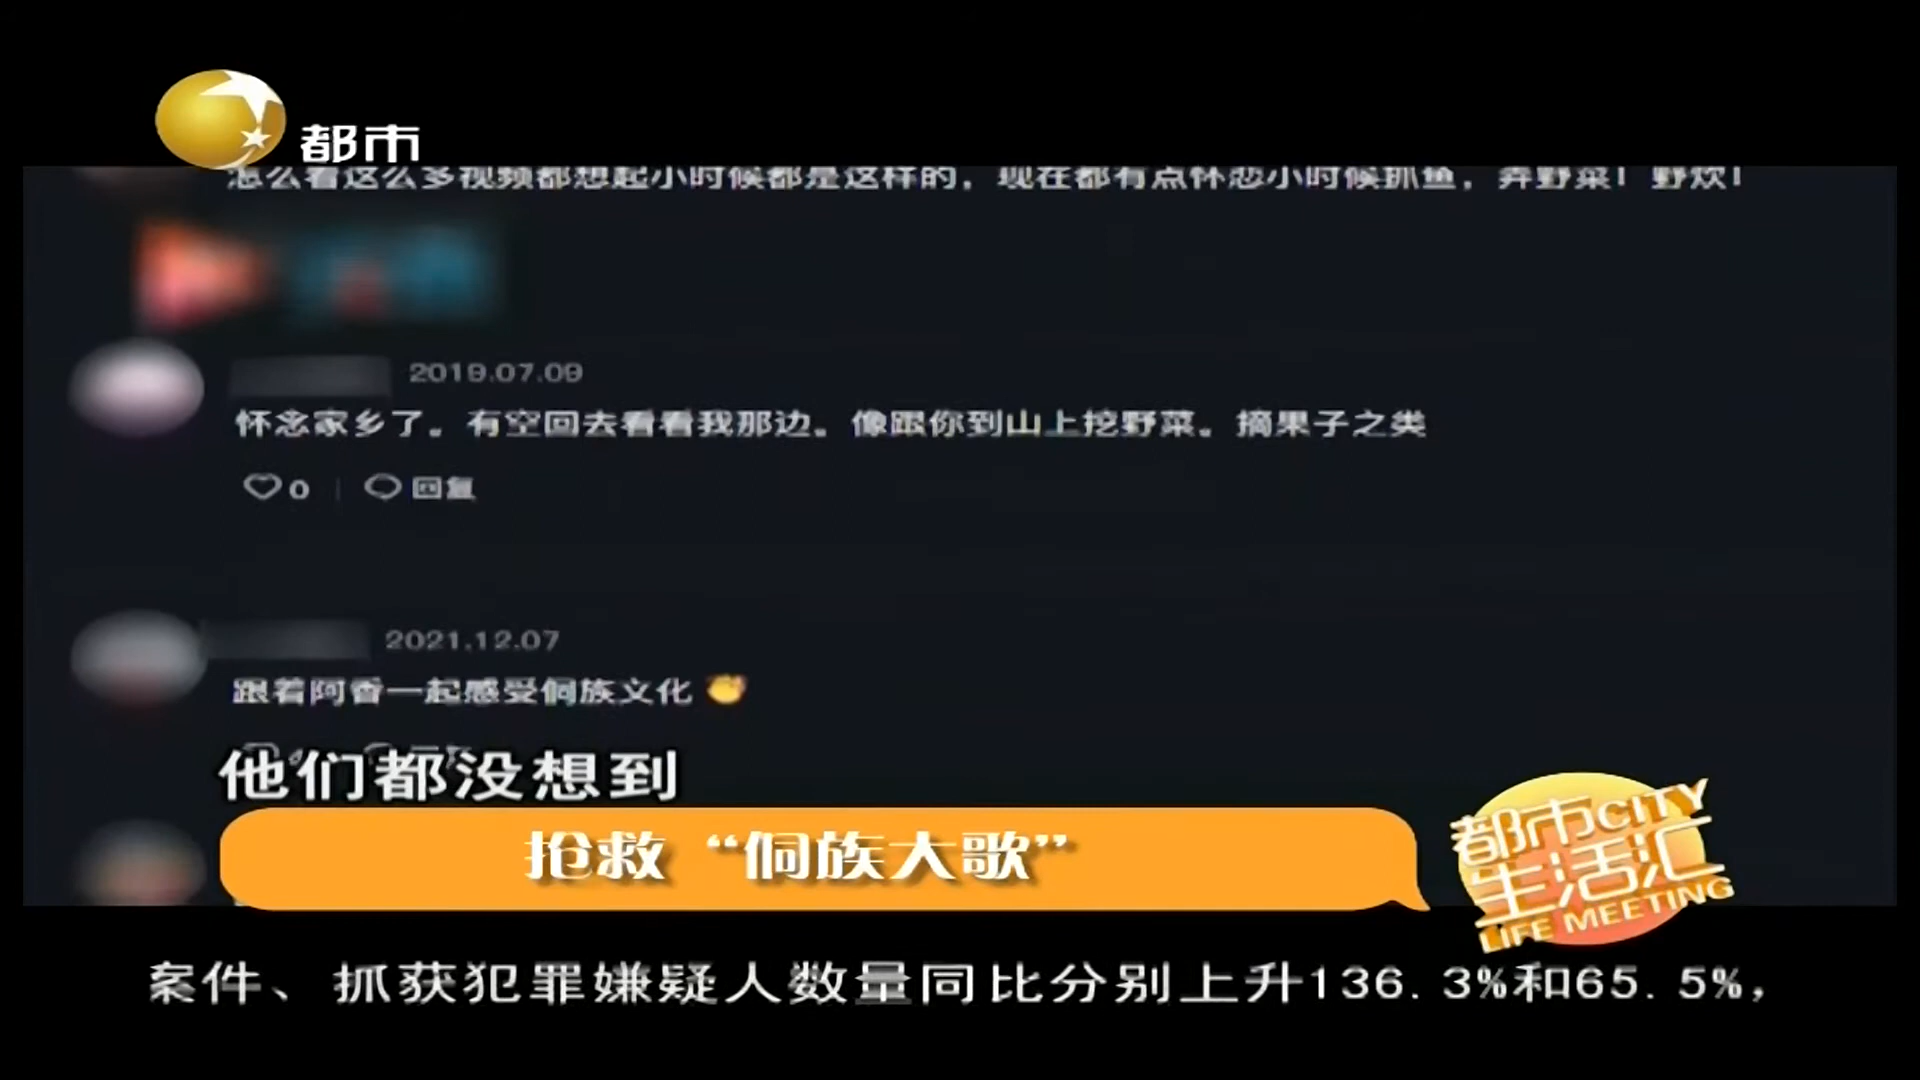 都市
怎么看这么多视频都想起小时候都是这样的，现在都有点怀恋小时候抓鱼，弄野菜！野炊！
2019.07.09
怀念家乡了。有空回去看看我那边。像跟你到山上挖野菜。摘果子之类
0 回复
2021.12.07
跟着阿香一起感受侗族文化
他们都没想到
抢救“侗族大歌”
都市CITY
生活汇
LIFE MEETING
案件、抓获犯罪嫌疑人数量同比分别上升136.3%和65.5%，